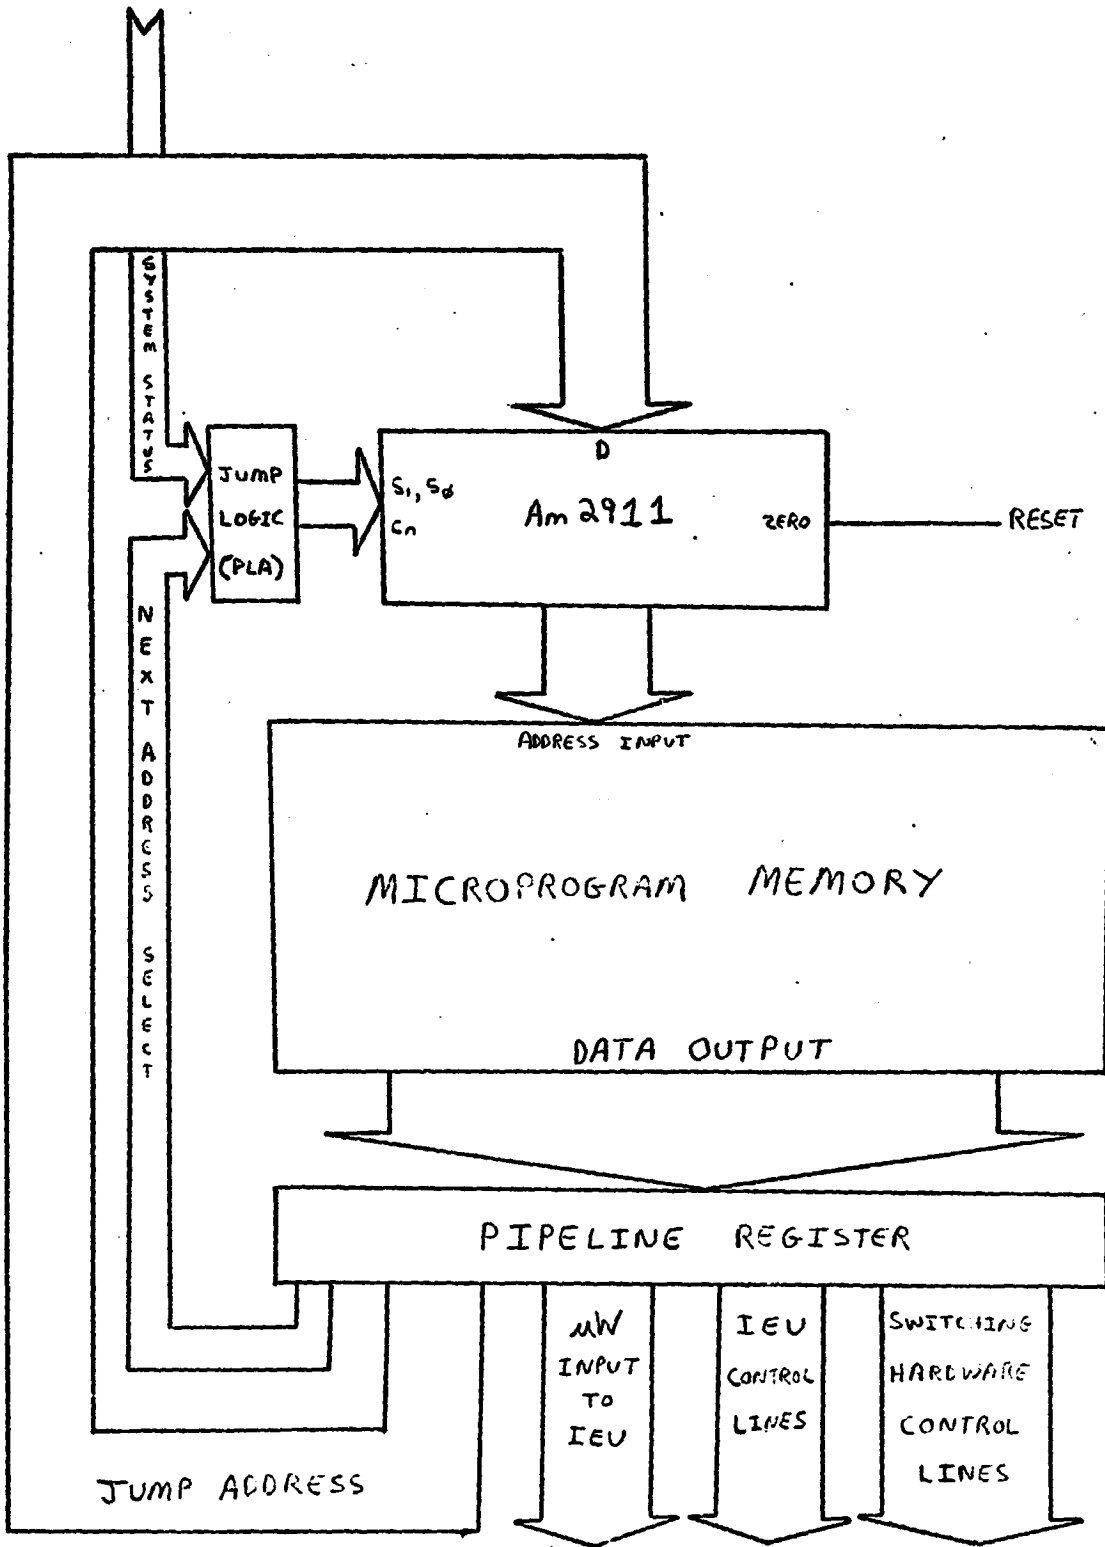 SYSTEM STATUS
D
JUMP
LOGIC
(PLA)
S1, Sø
Cn
Am 2911
ZERO
RESET
NEXT ADDRESS SELECT
ADDRESS INPUT
MICROPROGRAM MEMORY
DATA OUTPUT
PIPELINE REGISTER
μW
INPUT
TO
IEU
IEU
CONTROL
LINES
SWITCHING
HARDWARE
CONTROL
LINES
JUMP ADDRESS